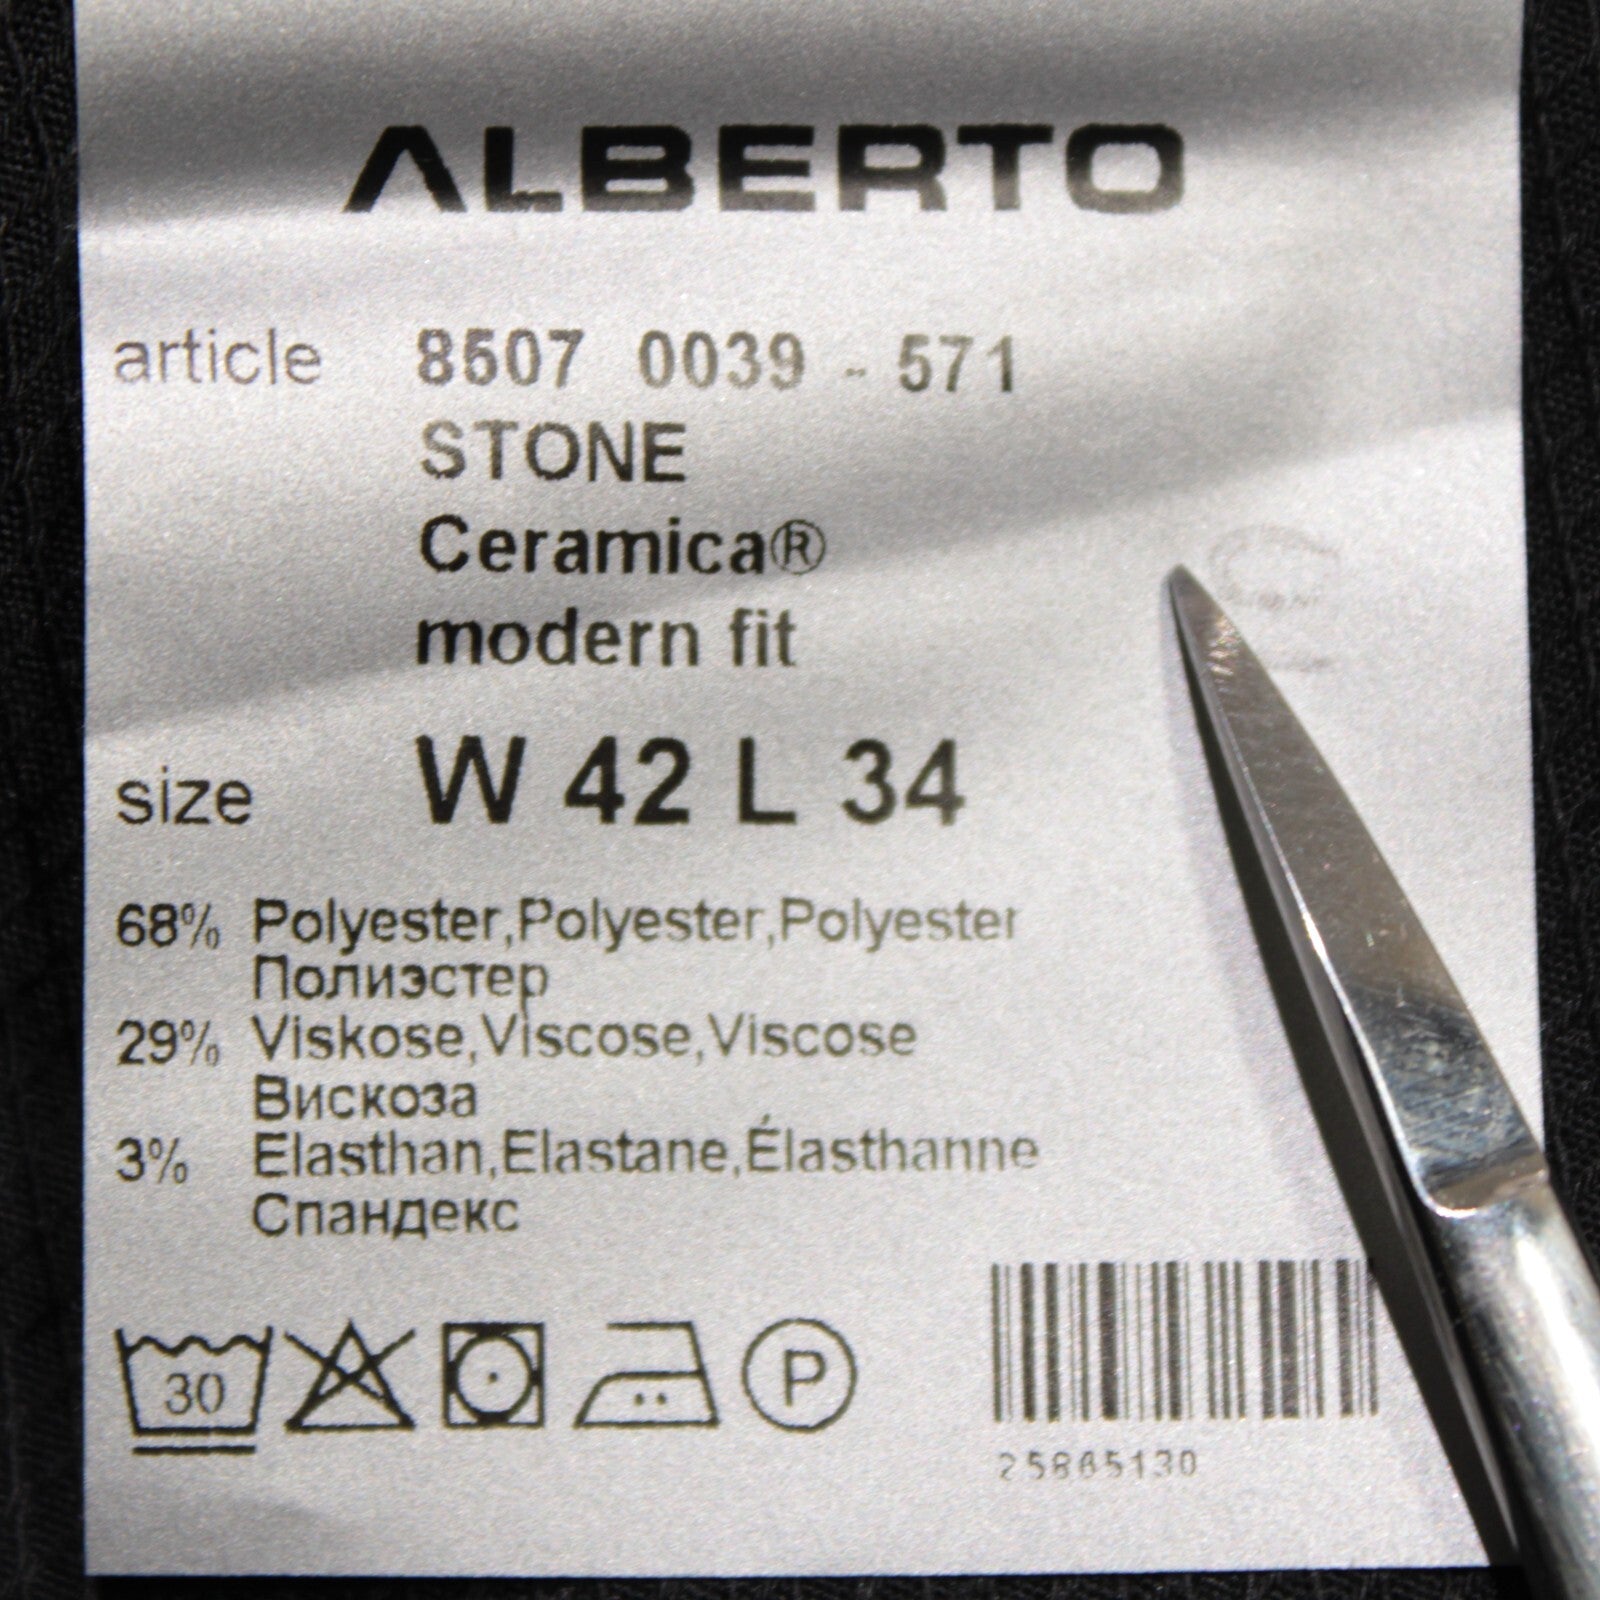 ALBERTO
article 8507 0039 - 571
STONE
Ceramica®
modern fit
size W 42 L 34
68% Polyester,Polyester,Polyester
Полиэстер
29% Viskose,Viscose,Viscose
Вискоза
3% Elasthan,Elastane,Élasthanne
Спандекс
30 P
25865130